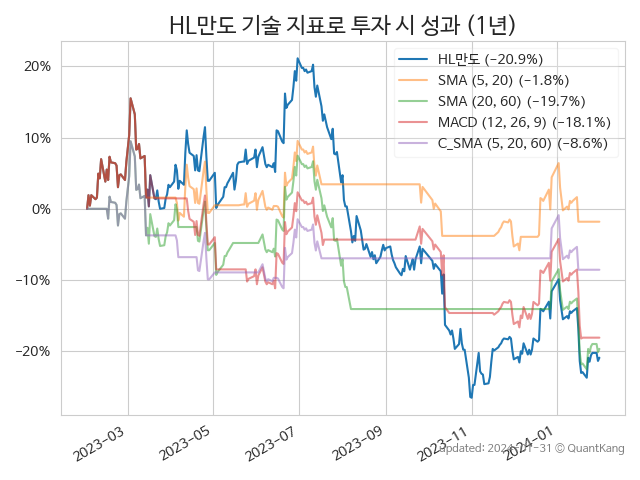 HL만도 기술 지표로 투자 시 성과 (1년)
HL만도 (−20.9%)
SMA (5, 20) (−1.8%)
SMA (20, 60) (−19.7%)
MACD (12, 26, 9) (−18.1%)
C_SMA (5, 20, 60) (−8.6%)
20%
10%
0%
−10%
−20%
2023-03
2023-05
2023-07
2023-09
2023-11
2024-01
updated: 2024-01-31 © QuantKang